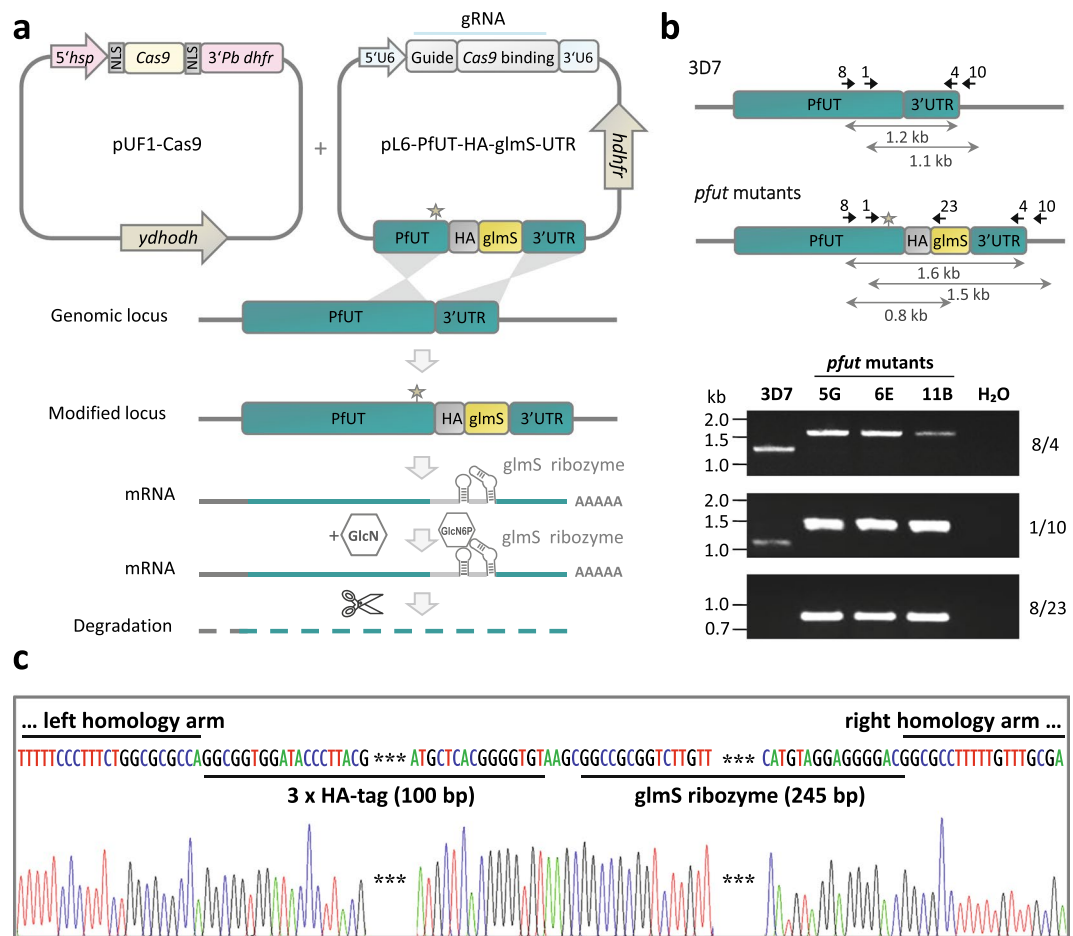 a
gRNA
5‘hsp NLS Cas9 NLS 3‘Pb dhfr
5‘U6 Guide Cas9 binding 3‘U6
pUF1-Cas9
+
pL6-PfUT-HA-glmS-UTR
hdhfr
ydhodh
PfUT HA glmS 3’UTR
Genomic locus PfUT 3’UTR
Modified locus PfUT HA glmS 3’UTR
glmS ribozyme
mRNA AAAAA
+ GlcN GlcN6P glmS ribozyme
mRNA AAAAA
Degradation
b
3D7 8 1 4 10
PfUT 3’UTR
1.2 kb
1.1 kb
pfut mutants
8 1 23 4 10
PfUT HA glmS 3’UTR
1.6 kb
1.5 kb
0.8 kb
pfut mutants
kb 3D7 5G 6E 11B H₂O
2.0
1.5
1.0
8/4
2.0
1.5
1.0
1/10
1.0
0.7
8/23
c
... left homology arm right homology arm ...
TTTTTCCCTTTCTGGCGCGCCAGGCGGTGGATACCCTTACG *** ATGCTCACGGGGTGTAAGCGGCCGCGGTCTTGTT *** CATGTAGGAGGGGACGGCGCCTTTTTGTTTGCGA
3 x HA-tag (100 bp) glmS ribozyme (245 bp)
*** ***